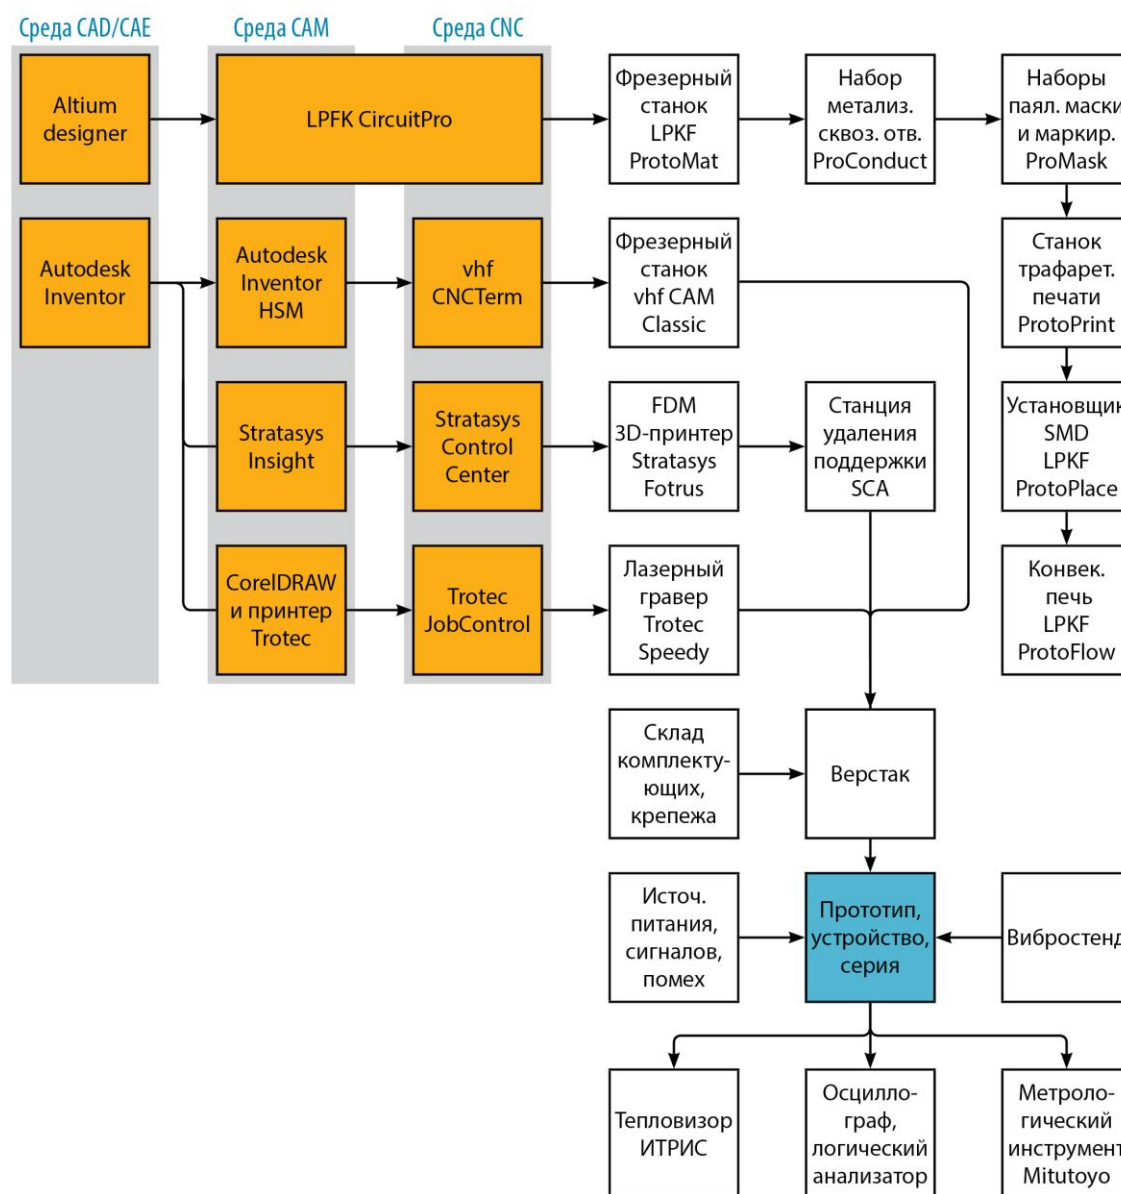 Среда CAD/CAE
Среда CAM
Среда CNC
Altium
designer
LPFK CircuitPro
Фрезерный
станок
LPKF
ProtoMat
Набор
метализ.
сквоз. отв.
ProConduct
Наборы
паял. маски
и маркир.
ProMask
Autodesk
Inventor
Autodesk
Inventor
HSM
vhf
CNCTerm
Фрезерный
станок
vhf CAM
Classic
Станок
трафарет.
печати
ProtoPrint
Stratasys
Insight
Stratasys
Control
Center
FDM
3D-принтер
Stratasys
Fotrus
Станция
удаления
поддержки
SCA
Установщик
SMD
LPKF
ProtoPlace
CorelDRAW
и принтер
Trotec
Trotec
JobControl
Лазерный
гравер
Trotec
Speedy
Конвек.
печь
LPKF
ProtoFlow
Склад
комплекту-
ющих,
крепежа
Верстак
Источ.
питания,
сигналов,
помех
Прототип,
устройство,
серия
Вибростенд
Тепловизор
ИТРИС
Осцилло-
граф,
логический
анализатор
Метроло-
гический
инструмент
Mitutoyo